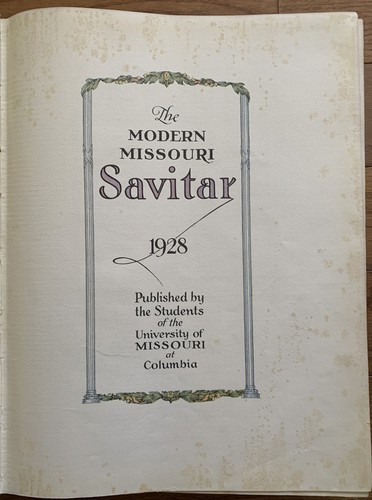 The
MODERN
MISSOURI
Savitar
1928
Published by
the Students
of the
University of
MISSOURI
at
Columbia